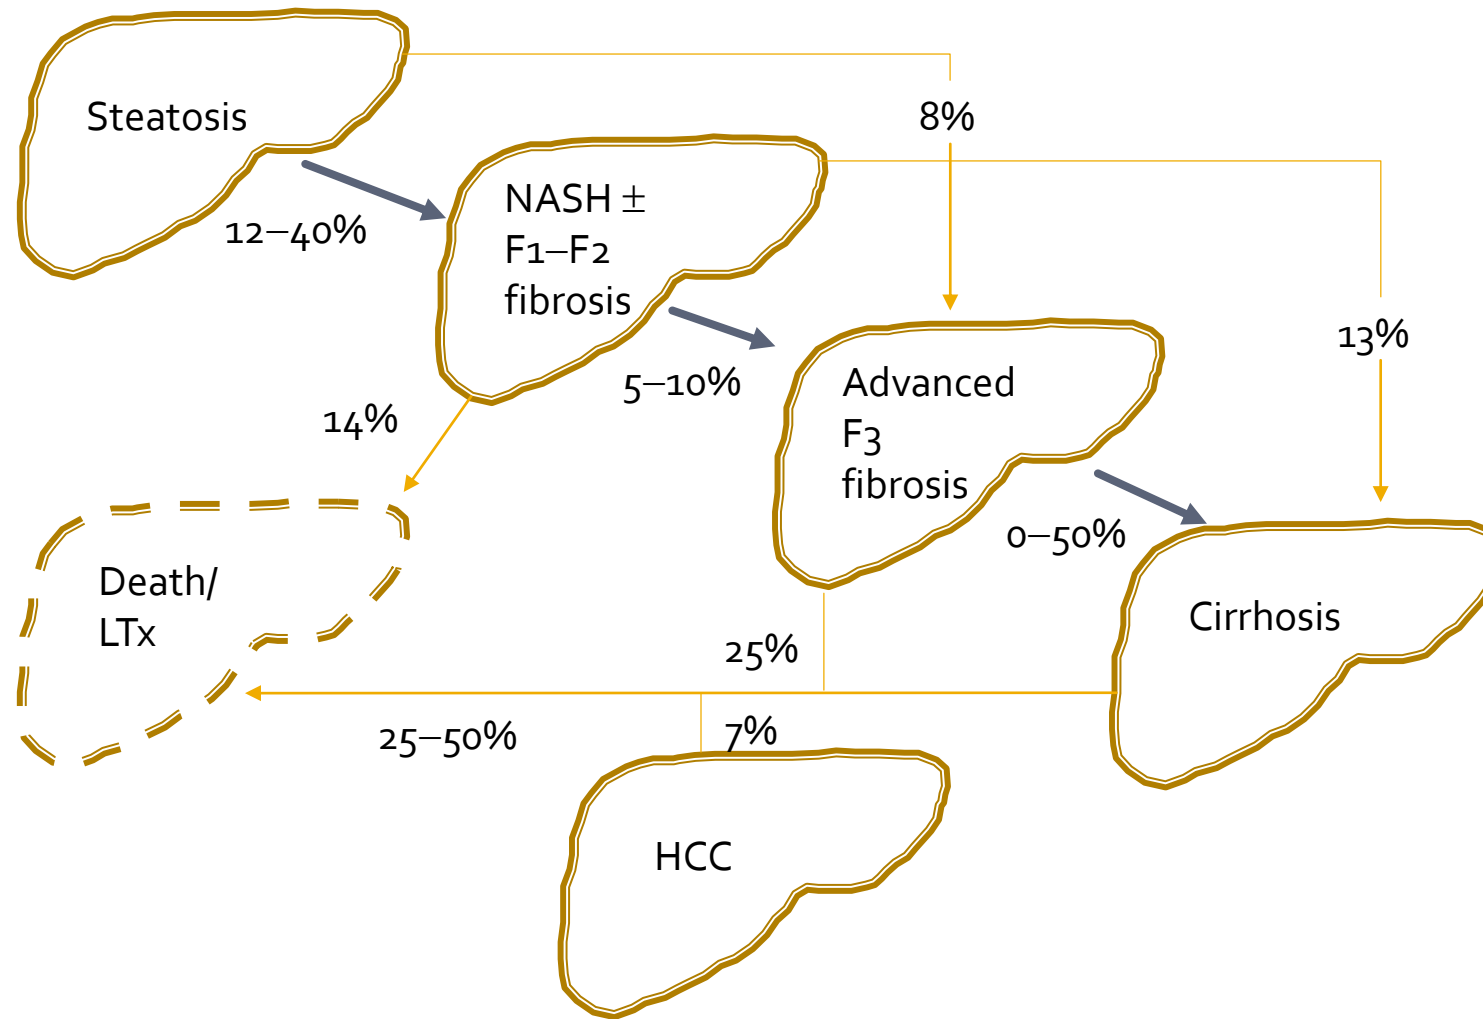 Steatosis
8%
12–40%
NASH ±
F1–F2
fibrosis
13%
5–10%
14%
Advanced
F3
fibrosis
0–50%
Death/
LTx
Cirrhosis
25%
25–50%
7%
HCC